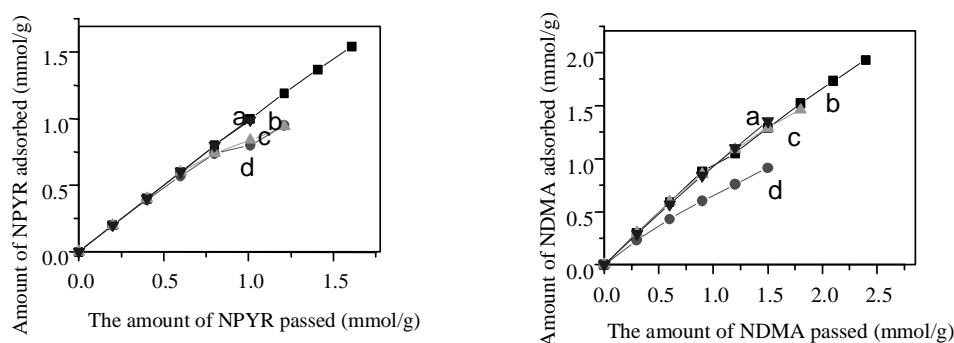 Amount of NPYR adsorbed (mmol/g)
1.5
1.0
0.5
0.0
a
b
c
d
0.0 0.5 1.0 1.5
The amount of NPYR passed (mmol/g)
Amount of NDMA adsorbed (mmol/g)
2.0
1.5
1.0
0.5
0.0
a
b
c
d
0.0 0.5 1.0 1.5 2.0 2.5
The amount of NDMA passed (mmol/g)